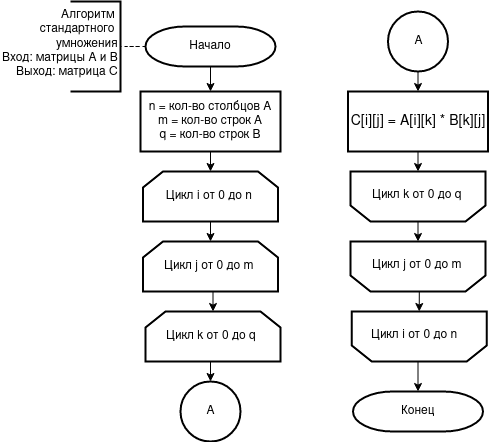 Алгоритм
стандартного
умножения
Вход: матрицы А и В
Выход: матрица С
Начало
n = кол-во столбцов А
m = кол-во строк А
q = кол-во строк В
Цикл i от 0 до n
Цикл j от 0 до m
Цикл k от 0 до q
А
А
C[i][j] = A[i][k] * B[k][j]
Цикл k от 0 до q
Цикл j от 0 до m
Цикл i от 0 до n
Конец